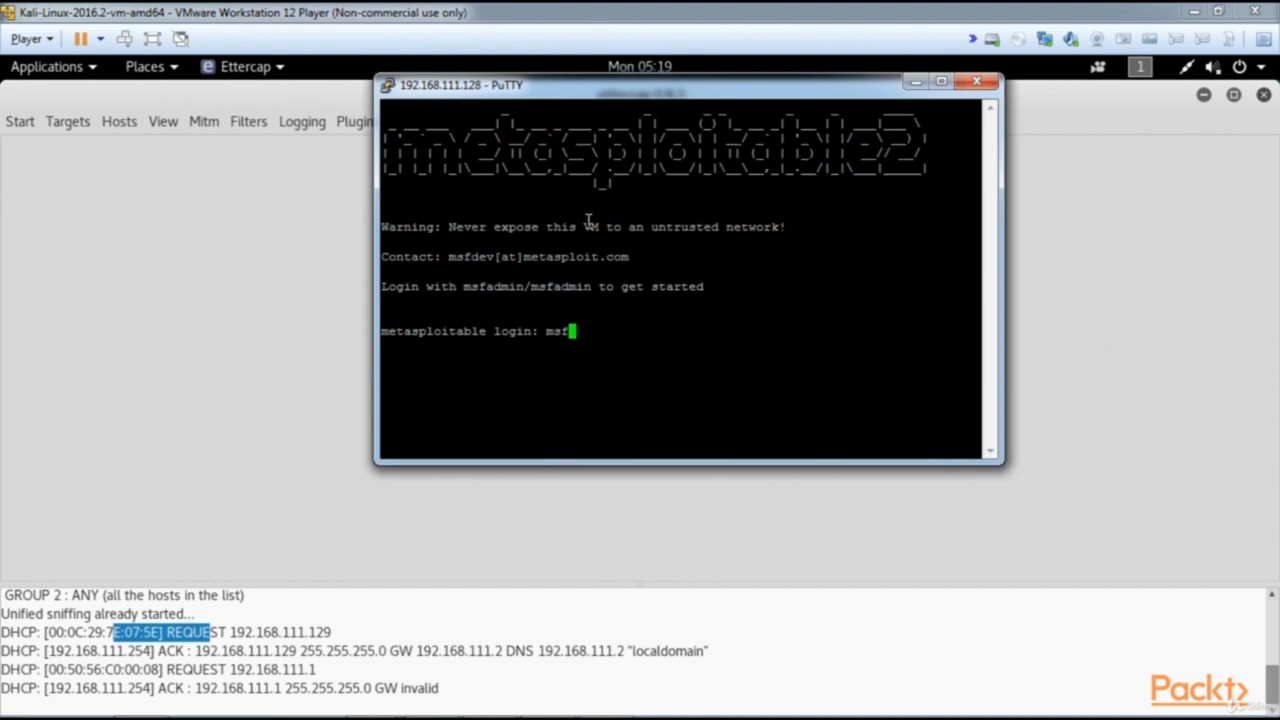 Kali-Linux-2016.2-vm-amd64 - VMware Workstation 12 Player (Non-commercial use only)
Player
Applications Places Ettercap Mon 05:19 1
192.168.111.128 - PuTTY
Start Targets Hosts View Mitm Filters Logging Plugin
metasploitable2
Warning: Never expose this VM to an untrusted network!
Contact: msfdev[at]metasploit.com
Login with msfadmin/msfadmin to get started
metasploitable login: msf
GROUP 2 : ANY (all the hosts in the list)
Unified sniffing already started...
DHCP: [00:0C:29:7E:07:5E] REQUEST 192.168.111.129
DHCP: [192.168.111.254] ACK : 192.168.111.129 255.255.255.0 GW 192.168.111.2 DNS 192.168.111.2 "localdomain"
DHCP: [00:50:56:C0:00:08] REQUEST 192.168.111.1
DHCP: [192.168.111.254] ACK : 192.168.111.1 255.255.255.0 GW invalid
Packt>